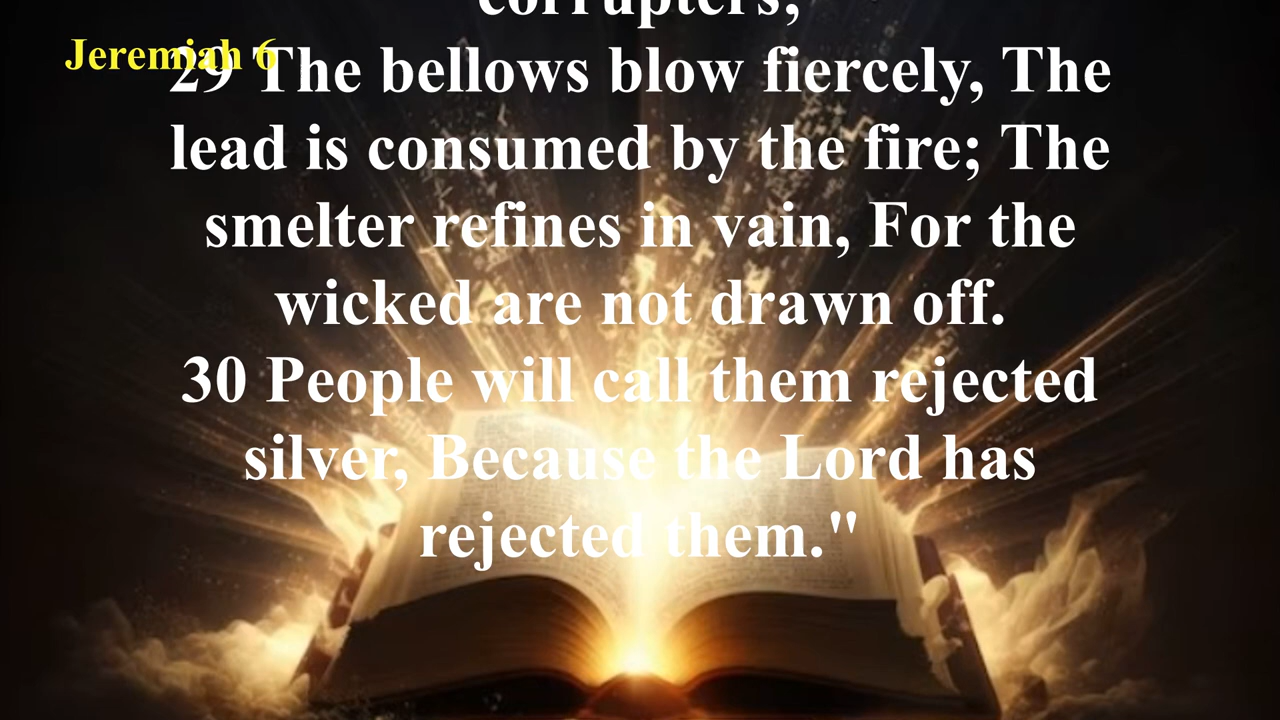 corrupters,
Jeremiah 6
29 The bellows blow fiercely, The
lead is consumed by the fire; The
smelter refines in vain, For the
wicked are not drawn off.
30 People will call them rejected
silver, Because the Lord has
rejected them."